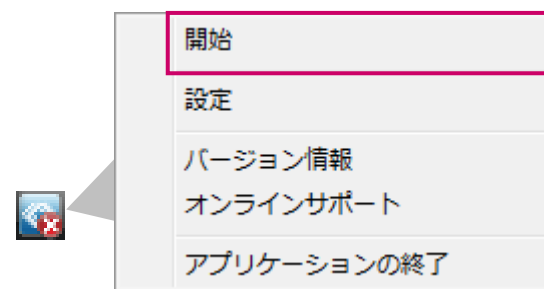 開始
設定
バージョン情報
オンラインサポート
アプリケーションの終了